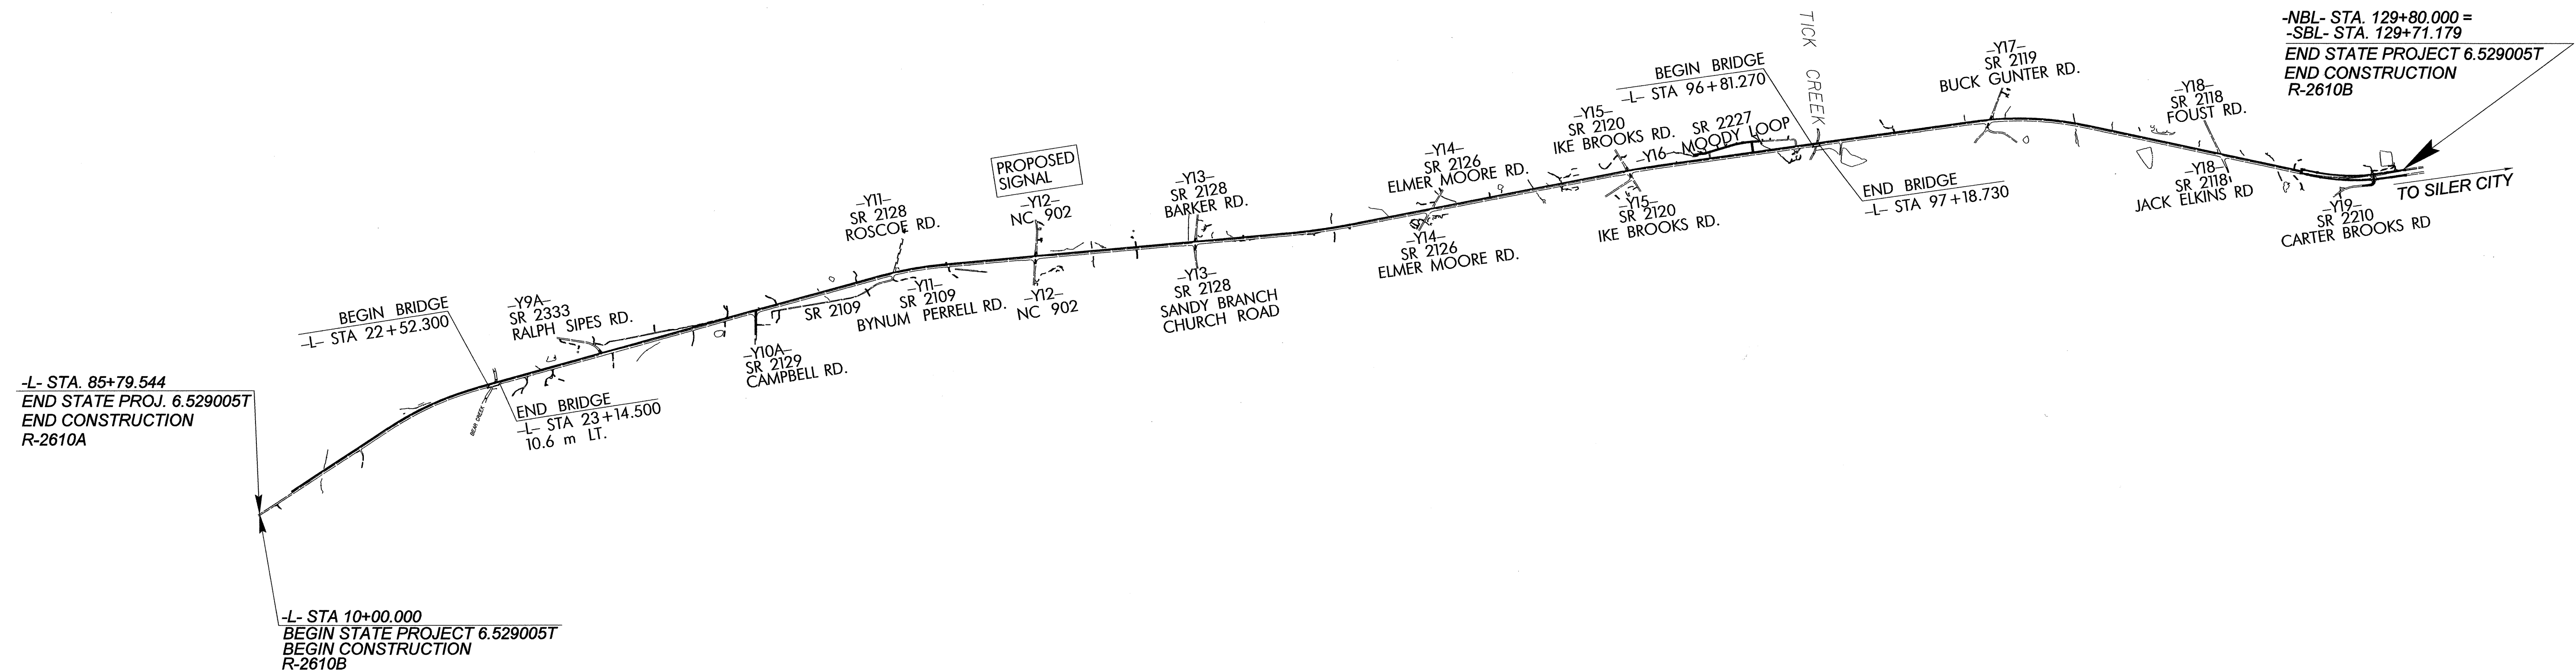 -L- STA. 85+79.544
END STATE PROJ. 6.529005T
END CONSTRUCTION
R-2610A
-L- STA 10+00.000
BEGIN STATE PROJECT 6.529005T
BEGIN CONSTRUCTION
R-2610B
BEGIN BRIDGE
-L- STA 22+52.300
BEAR CREEK
END BRIDGE
-L- STA 23+14.500
10.6 m LT.
-Y9A-
SR 2333
RALPH SIPES RD.
-Y10A-
SR 2129
CAMPBELL RD.
SR 2109
-Y11-
SR 2128
ROSCOE RD.
-Y11-
SR 2109
BYNUM PERRELL RD.
PROPOSED
SIGNAL
-Y12-
NC 902
-Y12-
NC 902
-Y13-
SR 2128
BARKER RD.
-Y13-
SR 2128
SANDY BRANCH
CHURCH ROAD
-Y14-
SR 2126
ELMER MOORE RD.
-Y14-
SR 2126
ELMER MOORE RD.
-Y15-
SR 2120
IKE BROOKS RD.
-Y15-
SR 2120
IKE BROOKS RD.
SR 2227
-Y16- MOODY LOOP
BEGIN BRIDGE
-L- STA 96+81.270
TICK CREEK
END BRIDGE
-L- STA 97+18.730
-Y17-
SR 2119
BUCK GUNTER RD.
-Y18-
SR 2118
FOUST RD.
-Y18-
SR 2118
JACK ELKINS RD
-Y19-
SR 2210
CARTER BROOKS RD
TO SILER CITY
-NBL- STA. 129+80.000 =
-SBL- STA. 129+71.179
END STATE PROJECT 6.529005T
END CONSTRUCTION
R-2610B